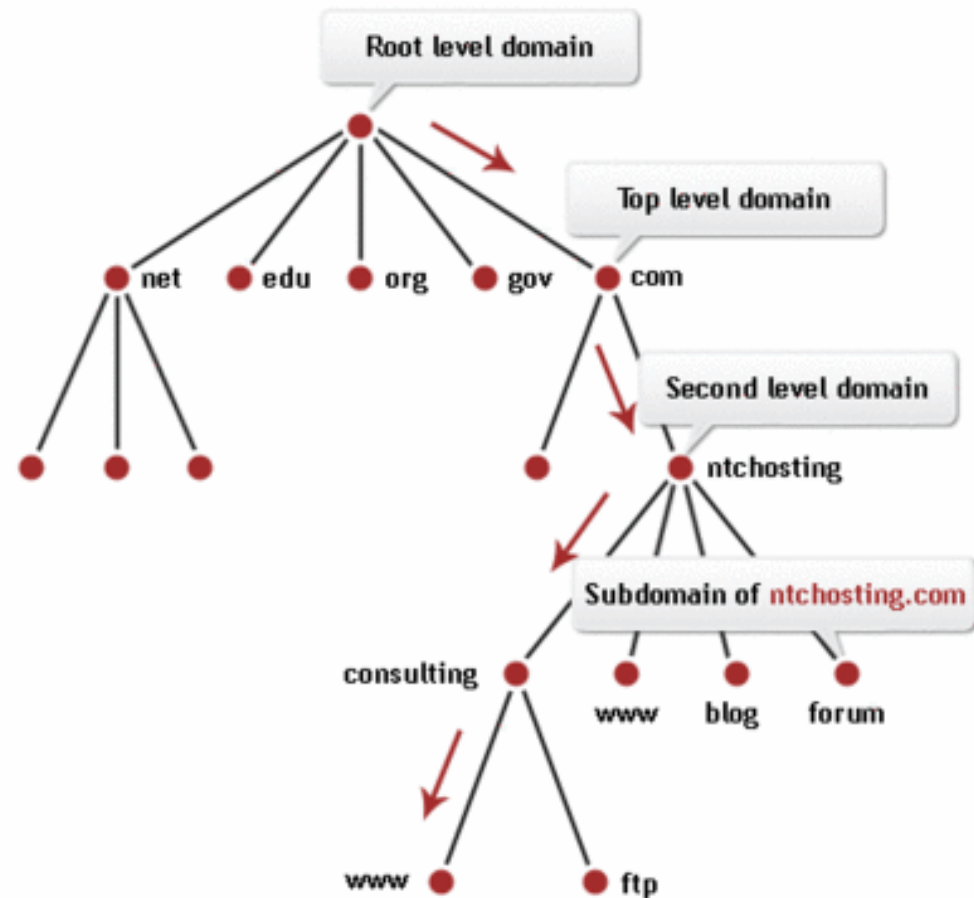 Root level domain
Top level domain
net
edu
org
gov
com
Second level domain
ntchosting
Subdomain of ntchosting.com
consulting
www
blog
forum
www
ftp